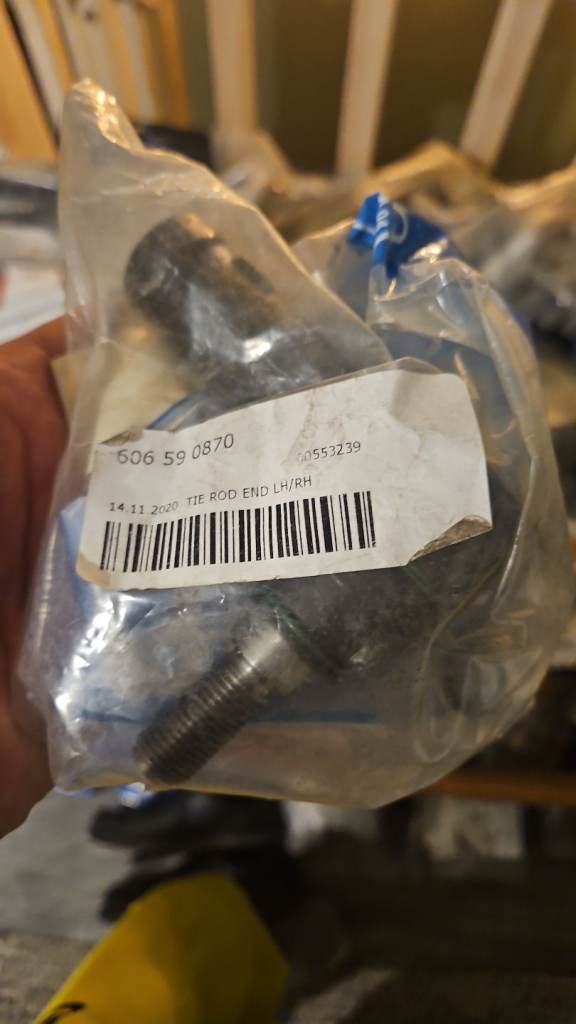 606 59 0870
00553239
14.11.2020 TIE ROD END LH/RH